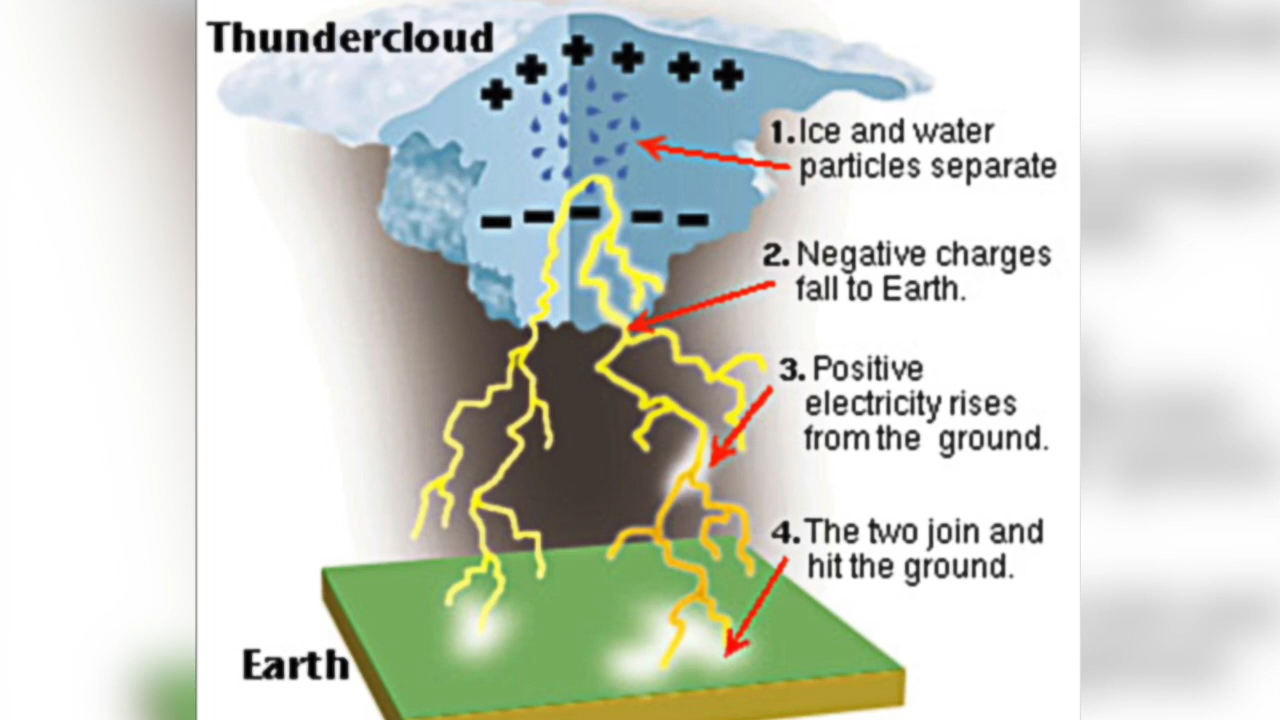 Thundercloud
1. Ice and water
particles separate
2. Negative charges
fall to Earth.
3. Positive
electricity rises
from the ground.
4. The two join and
hit the ground.
Earth